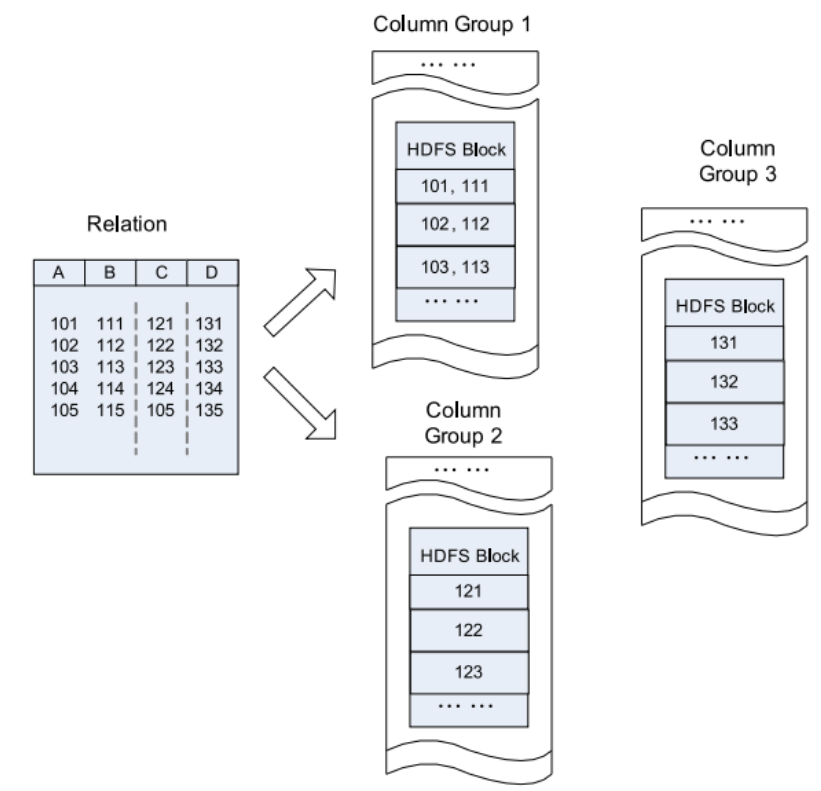 Column Group 1
... ...
HDFS Block
101, 111
102, 112
103, 113
... ...
Relation
A B C D
101 111 121 131
102 112 122 132
103 113 123 133
104 114 124 134
105 115 105 135
Column
Group 2
... ...
HDFS Block
121
122
123
... ...
Column
Group 3
... ...
HDFS Block
131
132
133
... ...